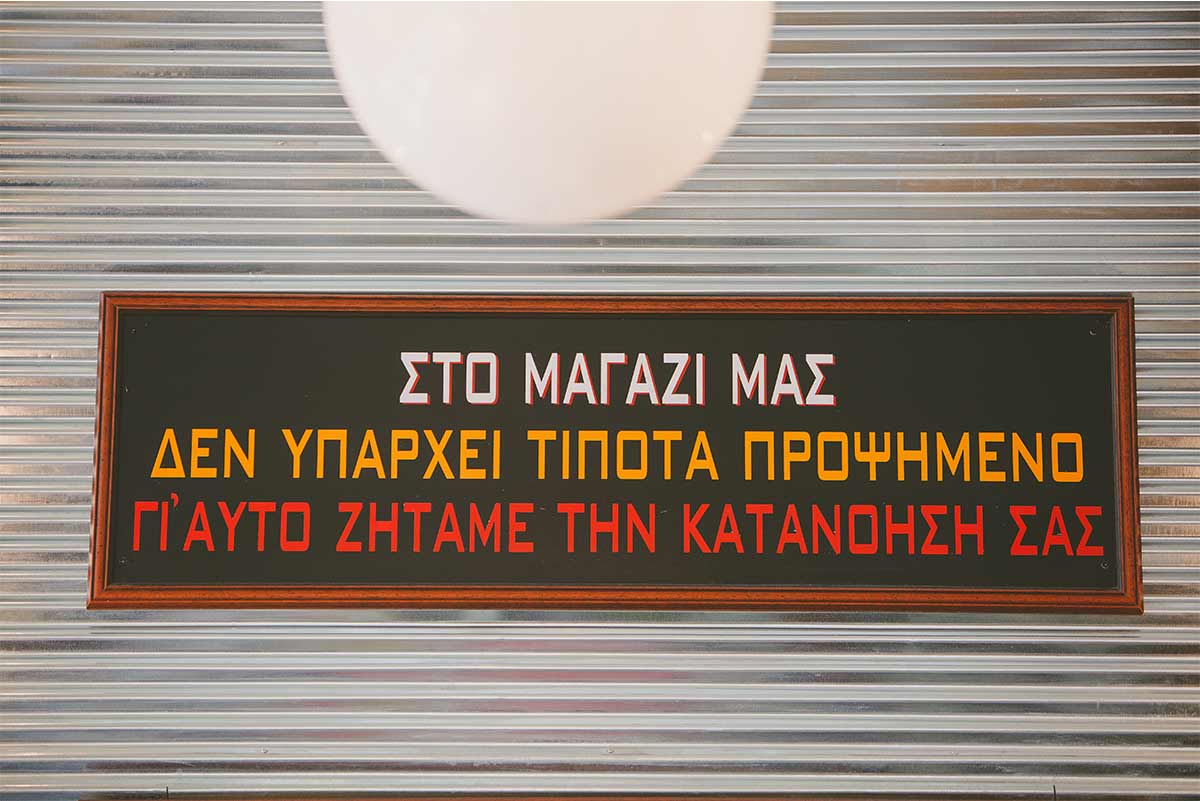 ΣΤΟ ΜΑΓΑΖΙ ΜΑΣ
ΔΕΝ ΥΠΑΡΧΕΙ ΤΙΠΟΤΑ ΠΡΟΨΗΜΕΝΟ
ΓΙ'ΑΥΤΟ ΖΗΤΑΜΕ ΤΗΝ ΚΑΤΑΝΟΗΣΗ ΣΑΣ